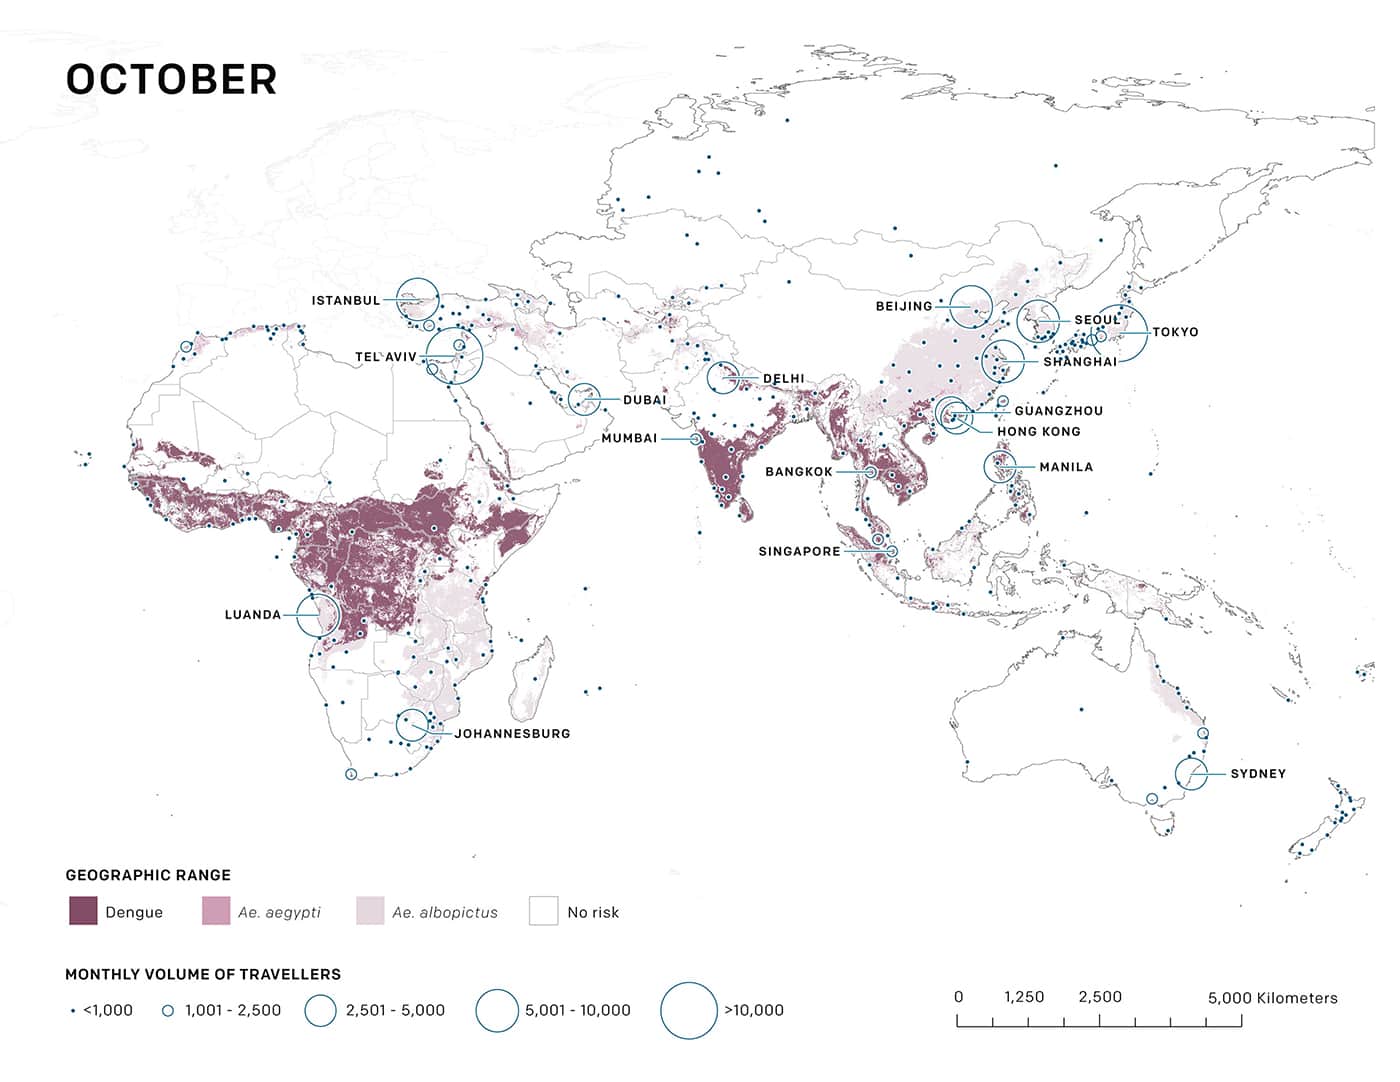 OCTOBER
ISTANBUL
BEIJING
SEOUL
TOKYO
TEL AVIV
SHANGHAI
DELHI
DUBAI
GUANGZHOU
MUMBAI
HONG KONG
BANGKOK
MANILA
SINGAPORE
LUANDA
JOHANNESBURG
SYDNEY
GEOGRAPHIC RANGE
Dengue Ae. aegypti Ae. albopictus No risk
MONTHLY VOLUME OF TRAVELLERS
<1,000 1,001 - 2,500 2,501 - 5,000 5,001 - 10,000 >10,000
0 1,250 2,500 5,000 Kilometers